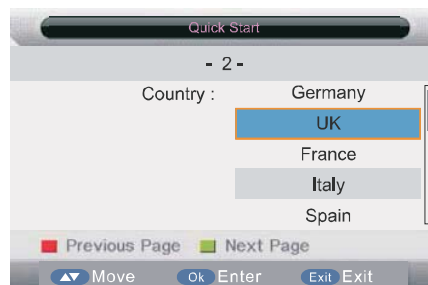 Quick Start
- 2 -
Country : Germany
UK
France
Italy
Spain
Previous Page Next Page
Move Ok Enter Exit Exit